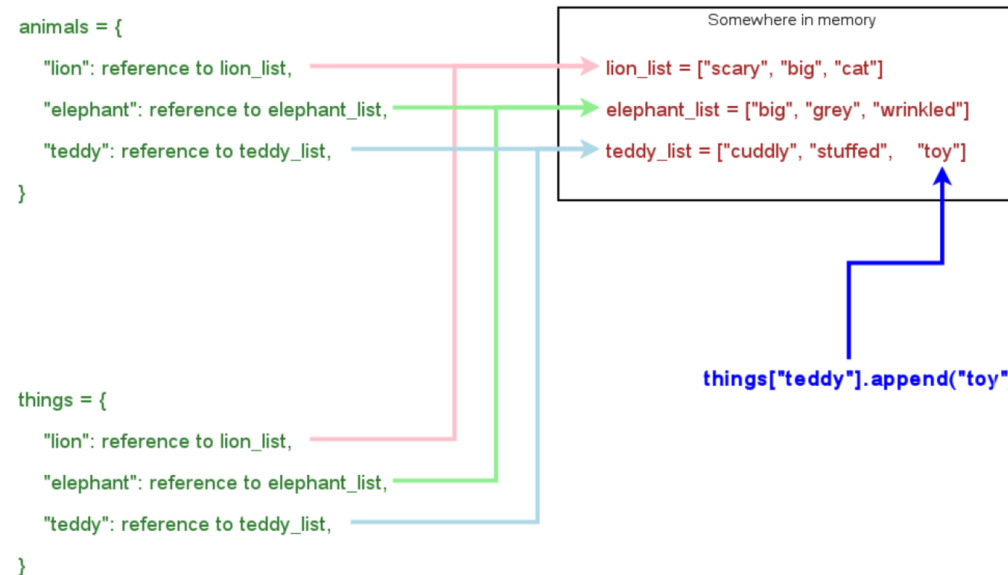 animals = {
"lion": reference to lion_list,
"elephant": reference to elephant_list,
"teddy": reference to teddy_list,
}
Somewhere in memory
lion_list = ["scary", "big", "cat"]
elephant_list = ["big", "grey", "wrinkled"]
teddy_list = ["cuddly", "stuffed", "toy"]
things["teddy"].append("toy"
things = {
"lion": reference to lion_list,
"elephant": reference to elephant_list,
"teddy": reference to teddy_list,
}